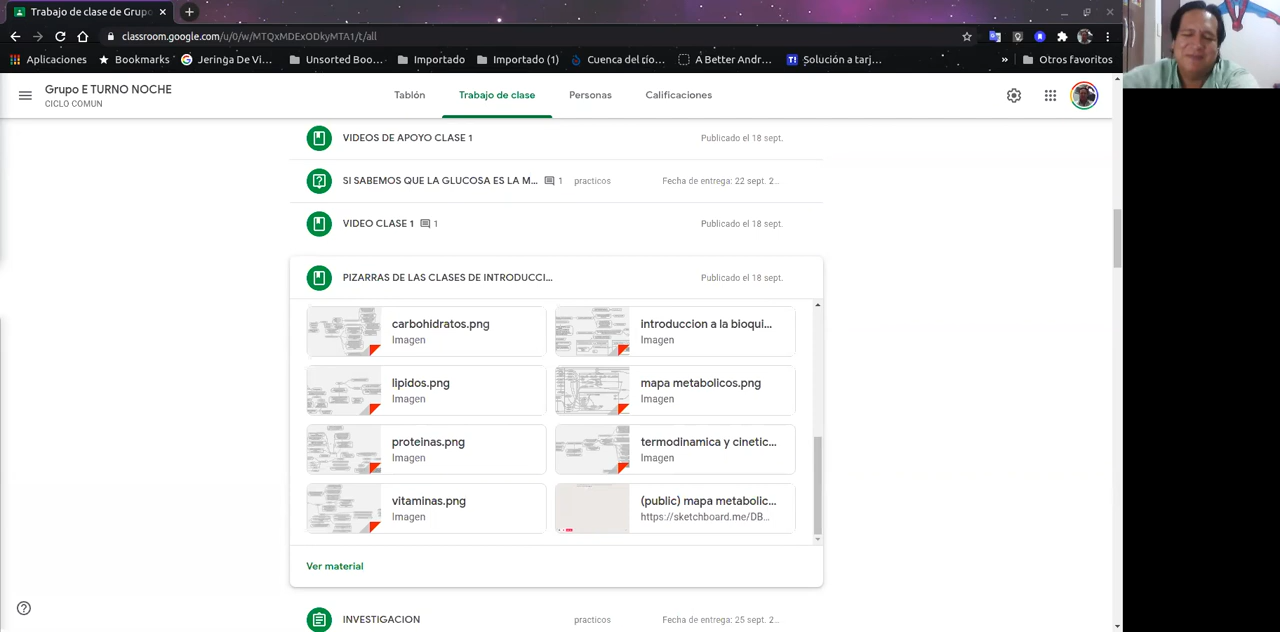 Trabajo de clase de Grupo
classroom.google.com/u/0/w/MTQxMDExODkyMTA1/t/all
Aplicaciones Bookmarks Jeringa De Vi... Unsorted Boo... Importado Importado (1) Cuenca del río... A Better Andr... Solución a tarj... » Otros favoritos
Grupo E TURNO NOCHE
CICLO COMUN
Tablón Trabajo de clase Personas Calificaciones
VIDEOS DE APOYO CLASE 1 Publicado el 18 sept.
SI SABEMOS QUE LA GLUCOSA ES LA M... 1 practicos Fecha de entrega: 22 sept. 2...
VIDEO CLASE 1 1 Publicado el 18 sept.
PIZARRAS DE LAS CLASES DE INTRODUCCI... Publicado el 18 sept.
carbohidratos.png
Imagen
introduccion a la bioqui...
Imagen
lipidos.png
Imagen
mapa metabolicos.png
Imagen
proteinas.png
Imagen
termodinamica y cinetic...
Imagen
vitaminas.png
Imagen
(public) mapa metabolic...
https://sketchboard.me/DB...
Ver material
INVESTIGACION practicos Fecha de entrega: 25 sept. 2...